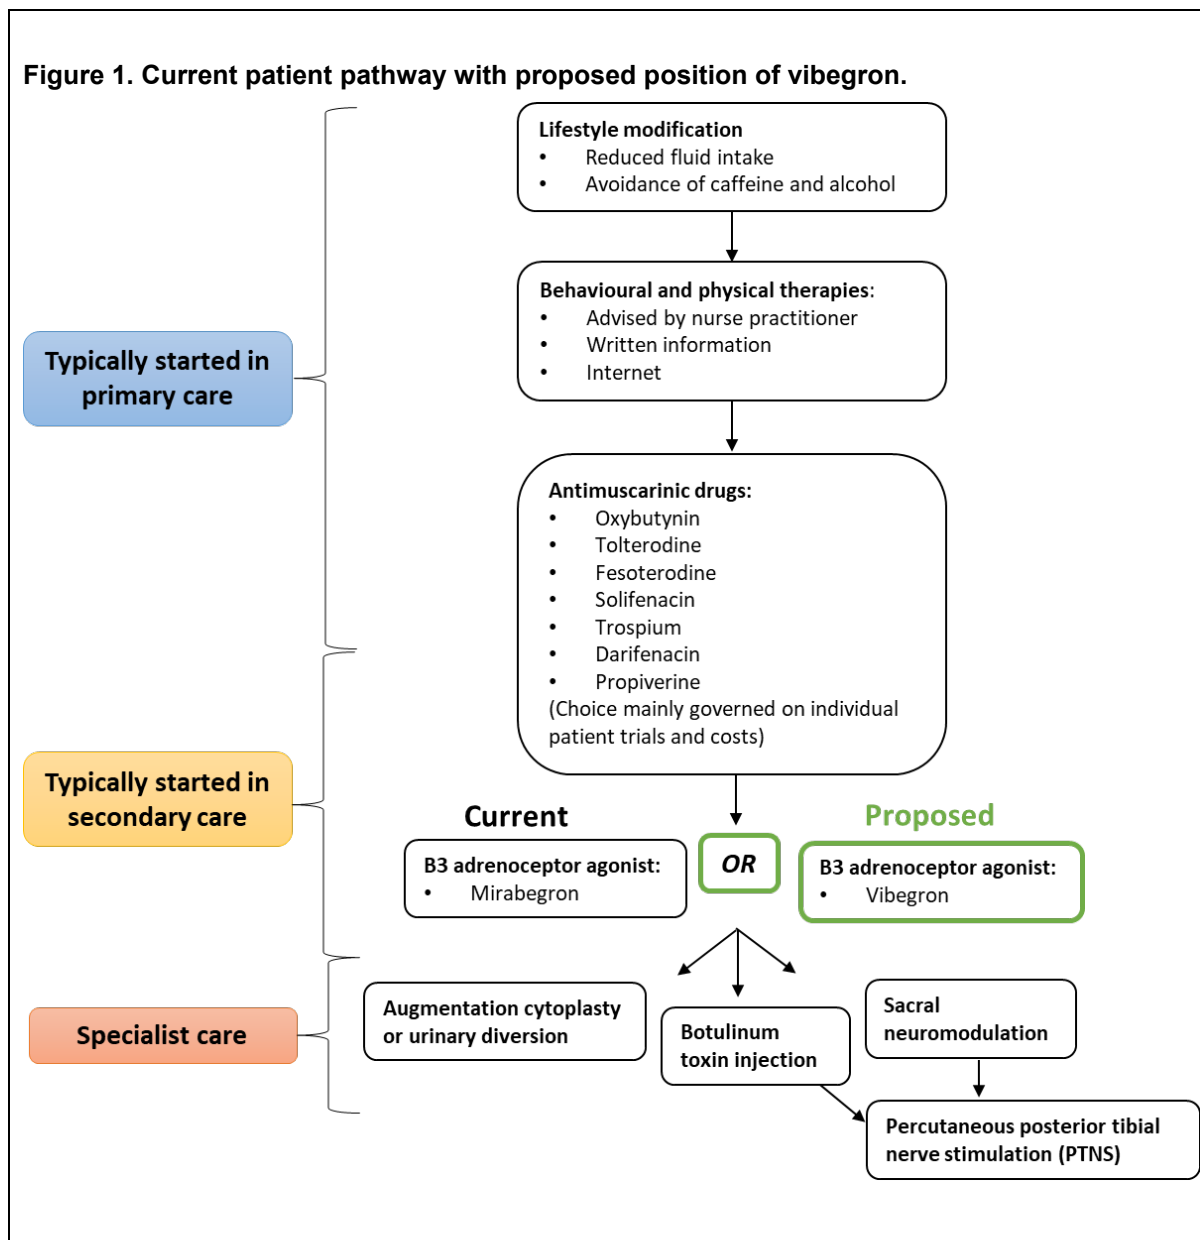 Figure 1. Current patient pathway with proposed position of vibegron.
Lifestyle modification
• Reduced fluid intake
• Avoidance of caffeine and alcohol
Behavioural and physical therapies:
• Advised by nurse practitioner
• Written information
• Internet
Typically started in
primary care
Antimuscarinic drugs:
• Oxybutynin
• Tolterodine
• Fesoterodine
• Solifenacin
• Trospium
• Darifenacin
• Propiverine
(Choice mainly governed on individual
patient trials and costs)
Typically started in
secondary care
Current
B3 adrenoceptor agonist:
• Mirabegron
OR
Proposed
B3 adrenoceptor agonist:
• Vibegron
Specialist care
Augmentation cytoplasty
or urinary diversion
Botulinum
toxin injection
Sacral
neuromodulation
Percutaneous posterior tibial
nerve stimulation (PTNS)